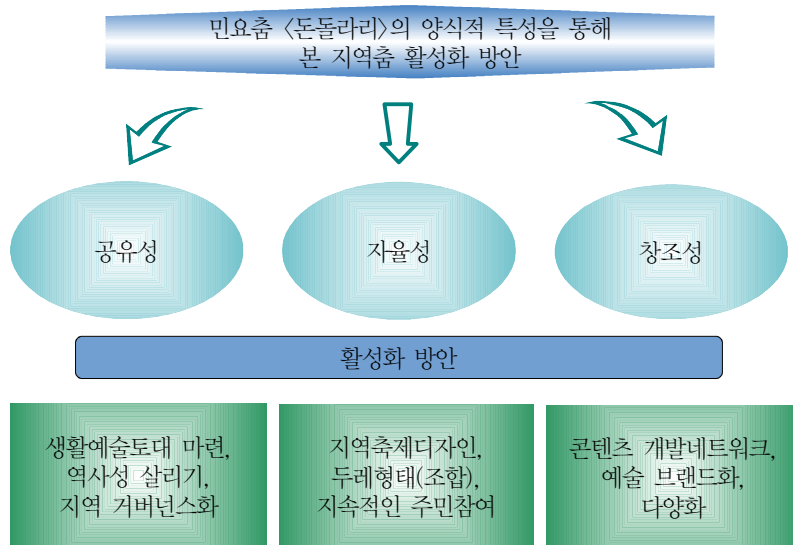 민요춤 〈돈돌라리〉의 양식적 특성을 통해
본 지역춤 활성화 방안
공유성
자율성
창조성
활성화 방안
생활예술토대 마련,
역사성 살리기,
지역 거버넌스화
지역축제디자인,
두레형태(조합),
지속적인 주민참여
콘텐츠 개발네트워크,
예술 브랜드화,
다양화